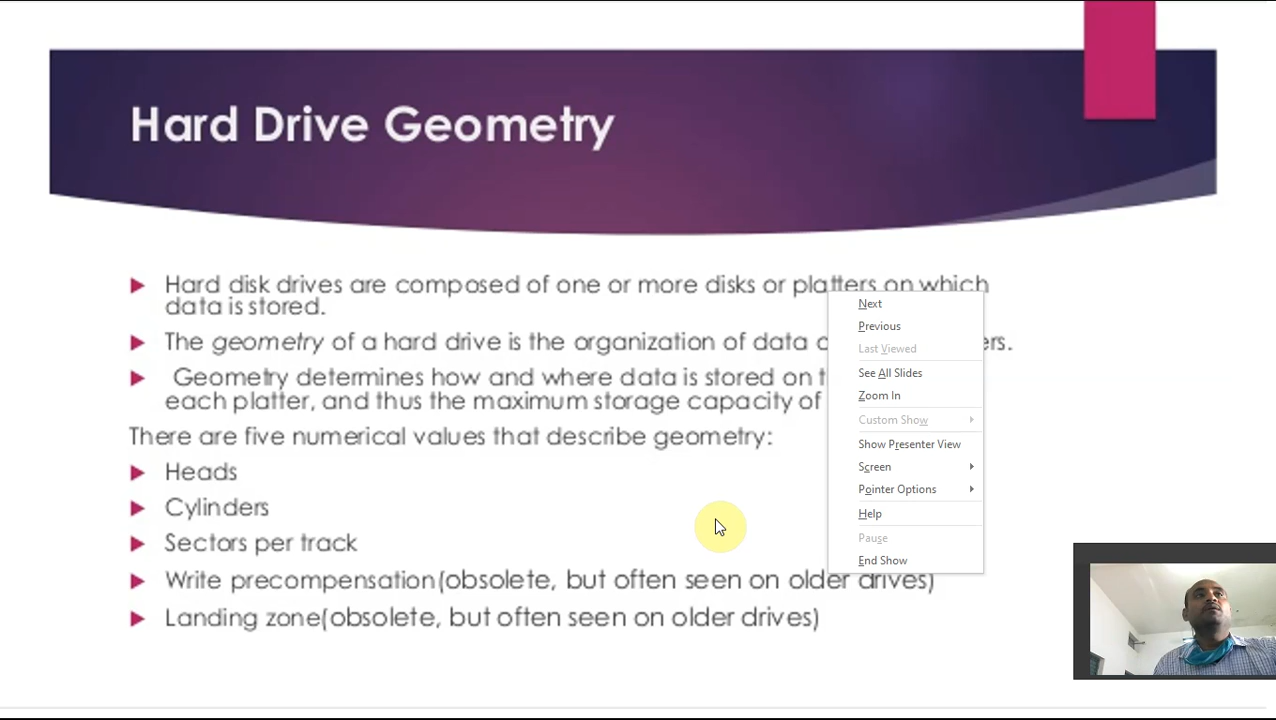 Hard Drive Geometry
Hard disk drives are composed of one or more disks or platters on which
data is stored.
The geometry of a hard drive is the organization of data
Geometry determines how and where data is stored on
each platter, and thus the maximum storage capacity of
There are five numerical values that describe geometry:
Heads
Cylinders
Sectors per track
Write precompensation(obsolete, but often seen on older drives)
Landing zone(obsolete, but often seen on older drives)
Next
Previous
Last Viewed
See All Slides
Zoom In
Custom Show
Show Presenter View
Screen
Pointer Options
Help
Pause
End Show